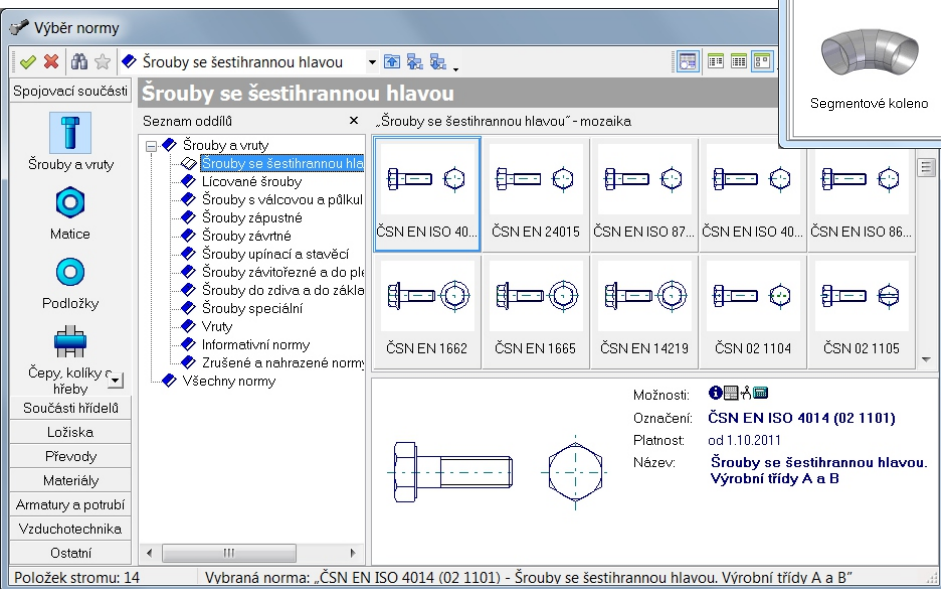 Výběr normy
Segmentové koleno
Šrouby se šestihrannou hlavou
Spojovací součásti
Šrouby se šestihrannou hlavou
Šrouby a vruty
Matice
Podložky
Čepy, kolíky
hřeby
Součásti hřídelů
Ložiska
Převody
Materiály
Armatury a potrubí
Vzduchotechnika
Ostatní
Seznam oddílů
Šrouby a vruty
Šrouby se šestihrannou hla
Lícované šrouby
Šrouby s válcovou a půlkul
Šrouby zápustné
Šrouby závrtné
Šrouby upínací a stavěcí
Šrouby závitořezné a do ple
Šrouby do zdiva a do zákla
Šrouby speciální
Vruty
Informativní normy
Zrušené a nahrazené normy
Všechny normy
„Šrouby se šestihrannou hlavou“ - mozaika
ČSN EN ISO 40...
ČSN EN 24015
ČSN EN ISO 87...
ČSN EN ISO 40...
ČSN EN ISO 86...
ČSN EN 1662
ČSN EN 1665
ČSN EN 14219
ČSN 02 1104
ČSN 02 1105
Možnosti:
Označení: ČSN EN ISO 4014 (02 1101)
Platnost: od 1.10.2011
Název: Šrouby se šestihrannou hlavou.
Výrobní třídy A a B
Položek stromu: 14
Vybraná norma: „ČSN EN ISO 4014 (02 1101) - Šrouby se šestihrannou hlavou. Výrobní třídy A a B“